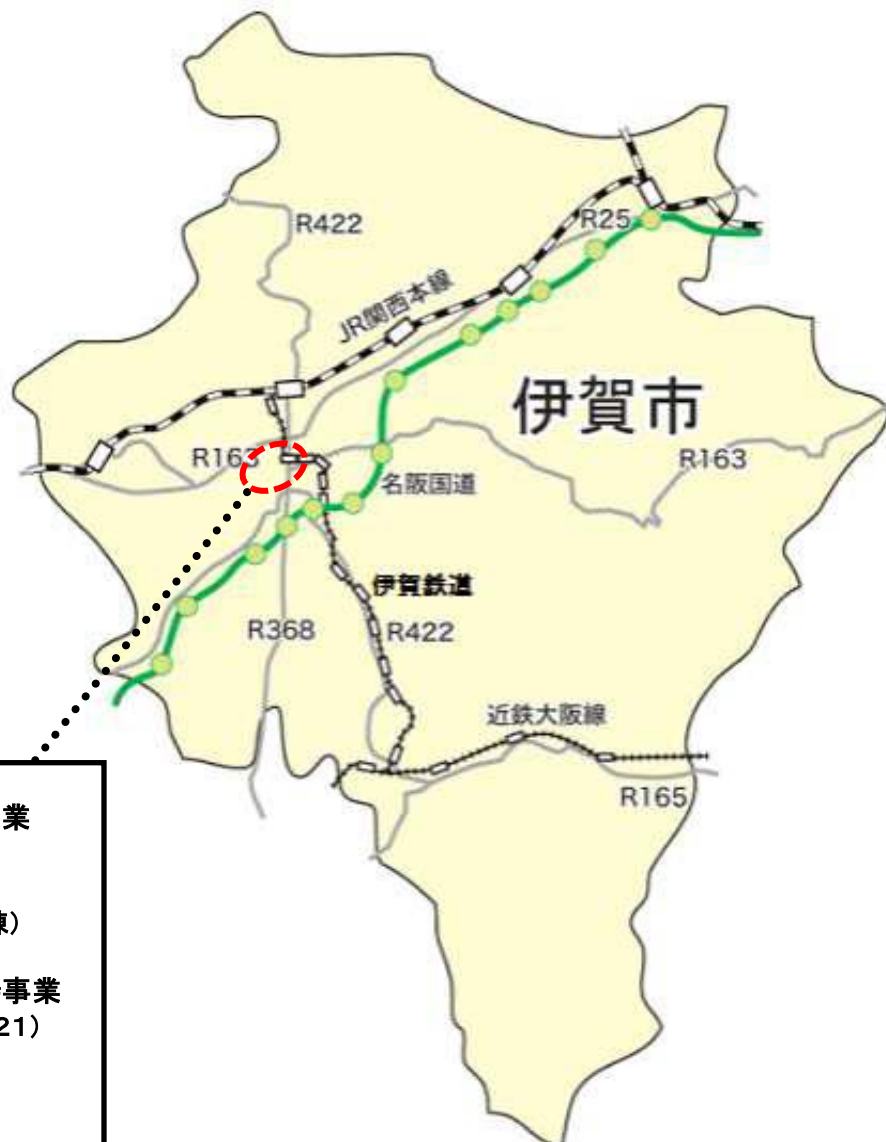 R422
R25
JR関西本線
伊賀市
R163
R163
名阪国道
伊賀鉄道
R368
R422
近鉄大阪線
R165
業
棟)
事業
21)